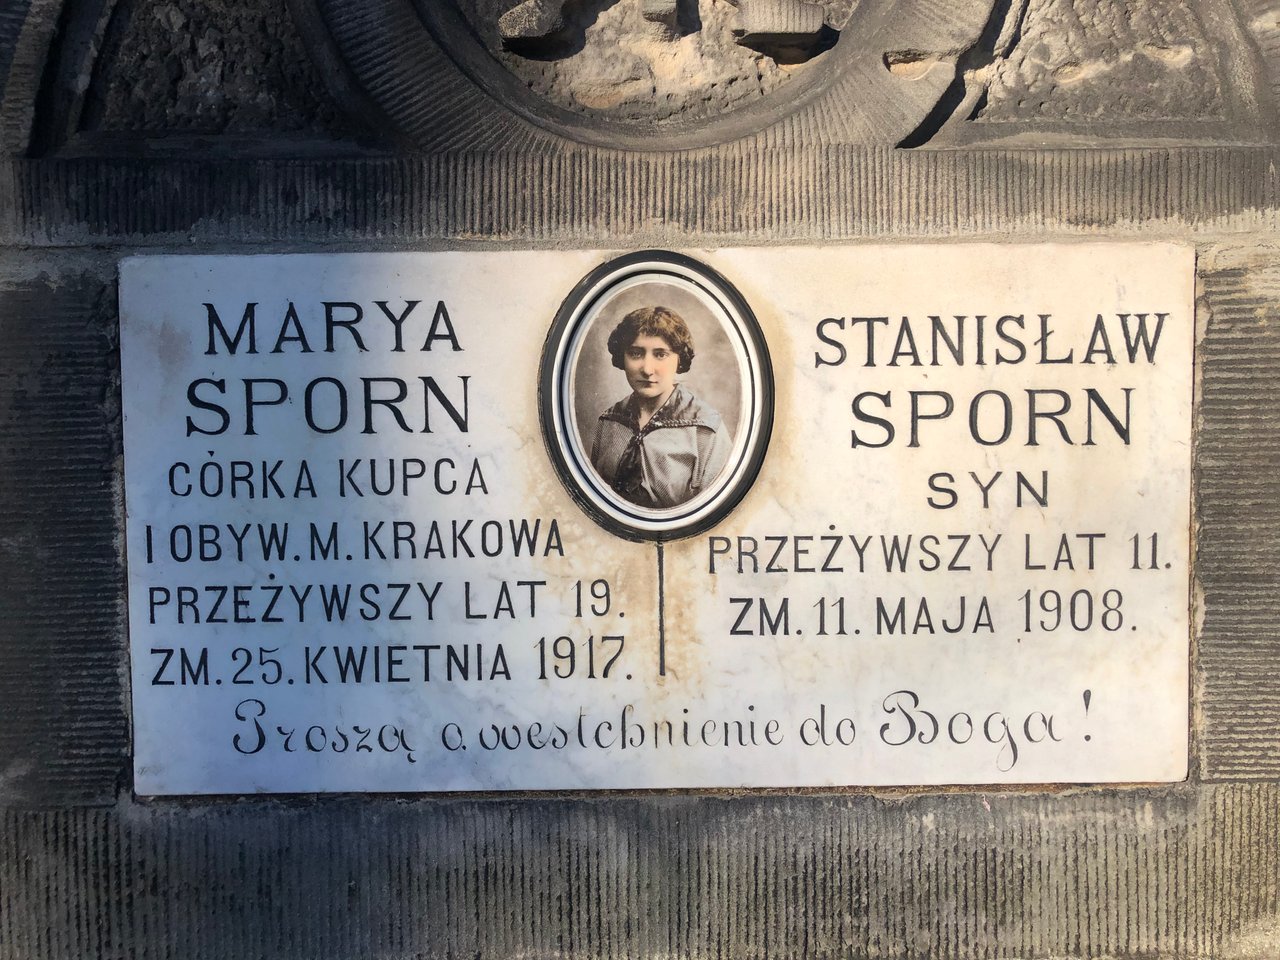 MARYA
SPORN
CÓRKA KUPCA
I OBYW. M. KRAKOWA
PRZEŻYWSZY LAT 19.
ZM. 25. KWIETNIA 1917.
STANISŁAW
SPORN
SYN
PRZEŻYWSZY LAT 11.
ZM. 11. MAJA 1908.
Proszą o westchnienie do Boga!